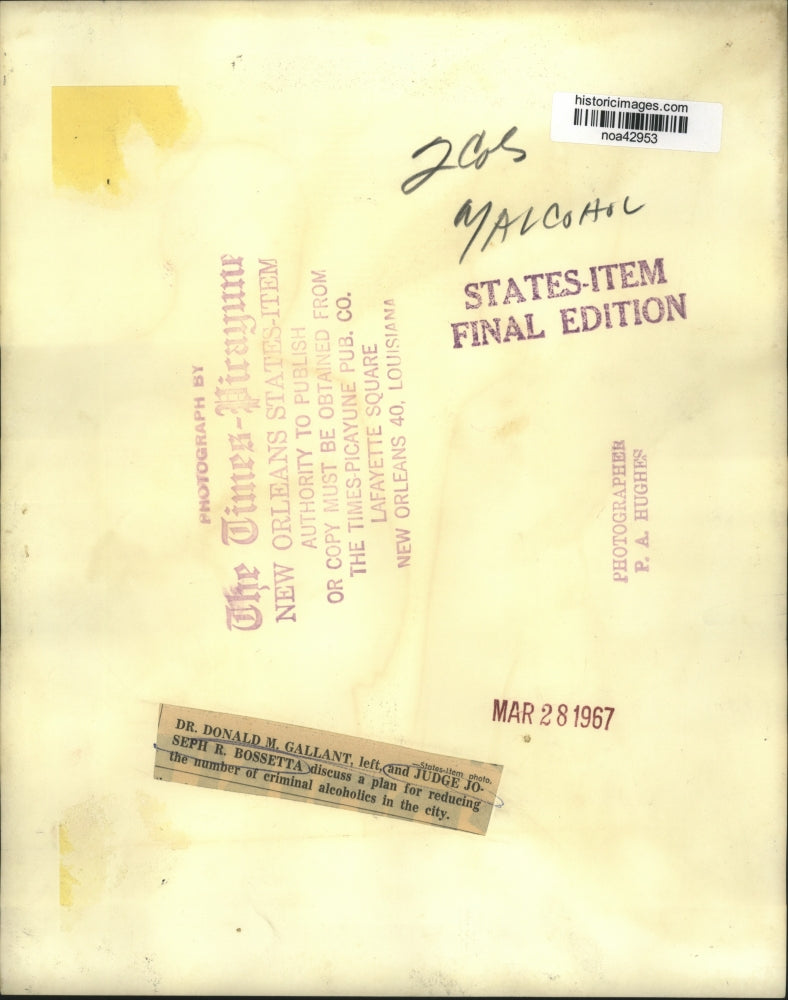 historicimages.com
noa42953
2 Cols
STATES-ITEM
FINAL EDITION
PHOTOGRAPH BY
The Times-Picayune
NEW ORLEANS STATES-ITEM
AUTHORITY TO PUBLISH
OR COPY MUST BE OBTAINED FROM
THE TIMES-PICAYUNE PUB. CO.
LAFAYETTE SQUARE
NEW ORLEANS 40, LOUISIANA
PHOTOGRAPHER
P. A. HUGHES
MAR 28 1967
States-Item photo.
DR. DONALD M. GALLANT, left, and JUDGE JO-
SEPH R. BOSSETTA discuss a plan for reducing
the number of criminal alcoholics in the city.